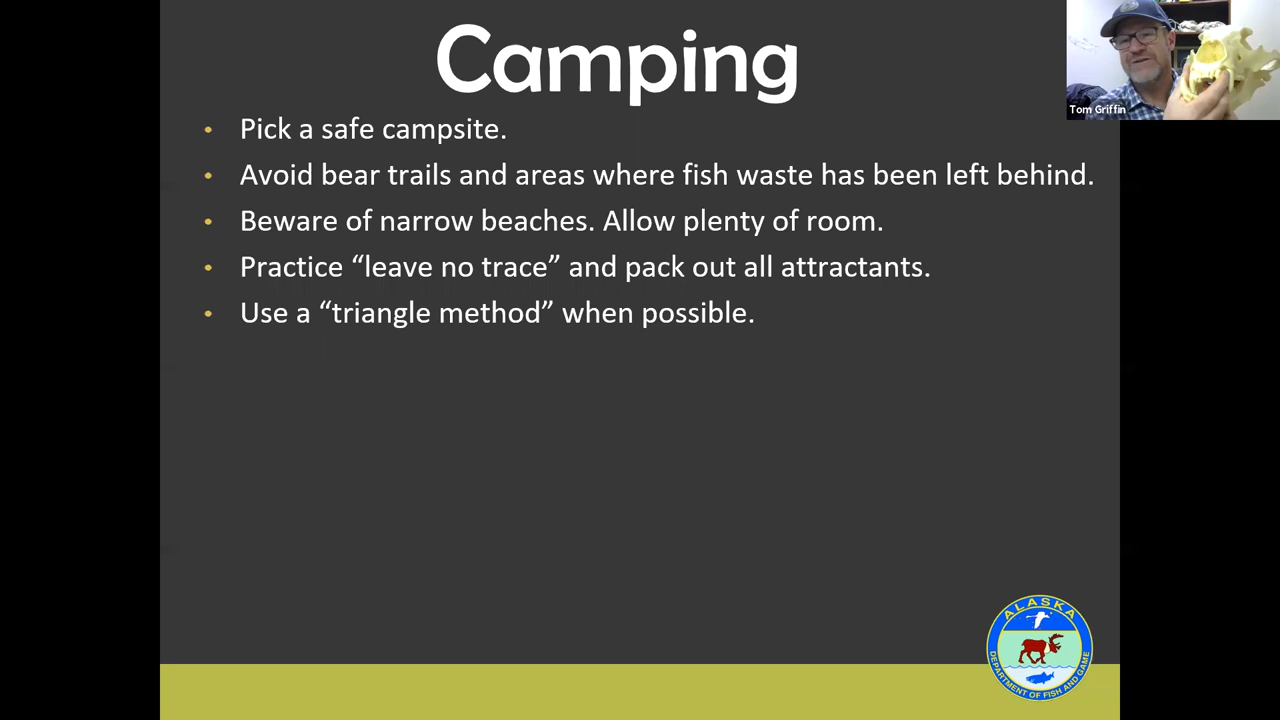 Camping
Tom Griffin
• Pick a safe campsite.
• Avoid bear trails and areas where fish waste has been left behind.
• Beware of narrow beaches. Allow plenty of room.
• Practice “leave no trace” and pack out all attractants.
• Use a “triangle method” when possible.
ALASKA
DEPARTMENT OF FISH AND GAME